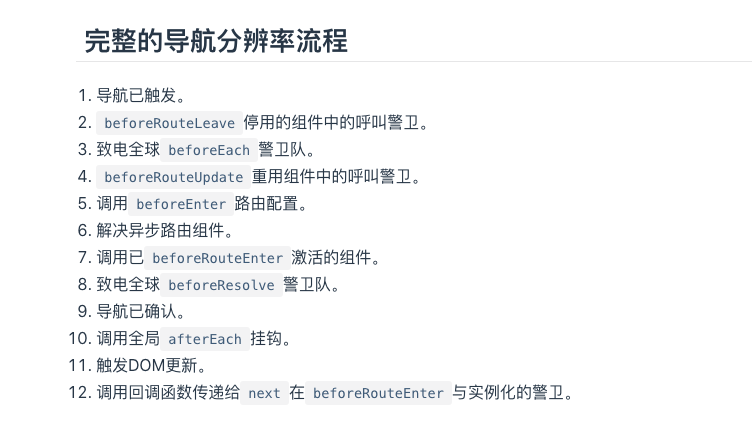 完整的导航分辨率流程
1. 导航已触发。
2. beforeRouteLeave 停用的组件中的呼叫警卫。
3. 致电全球 beforeEach 警卫队。
4. beforeRouteUpdate 重用组件中的呼叫警卫。
5. 调用 beforeEnter 路由配置。
6. 解决异步路由组件。
7. 调用已 beforeRouteEnter 激活的组件。
8. 致电全球 beforeResolve 警卫队。
9. 导航已确认。
10. 调用全局 afterEach 挂钩。
11. 触发DOM更新。
12. 调用回调函数传递给 next 在 beforeRouteEnter 与实例化的警卫。